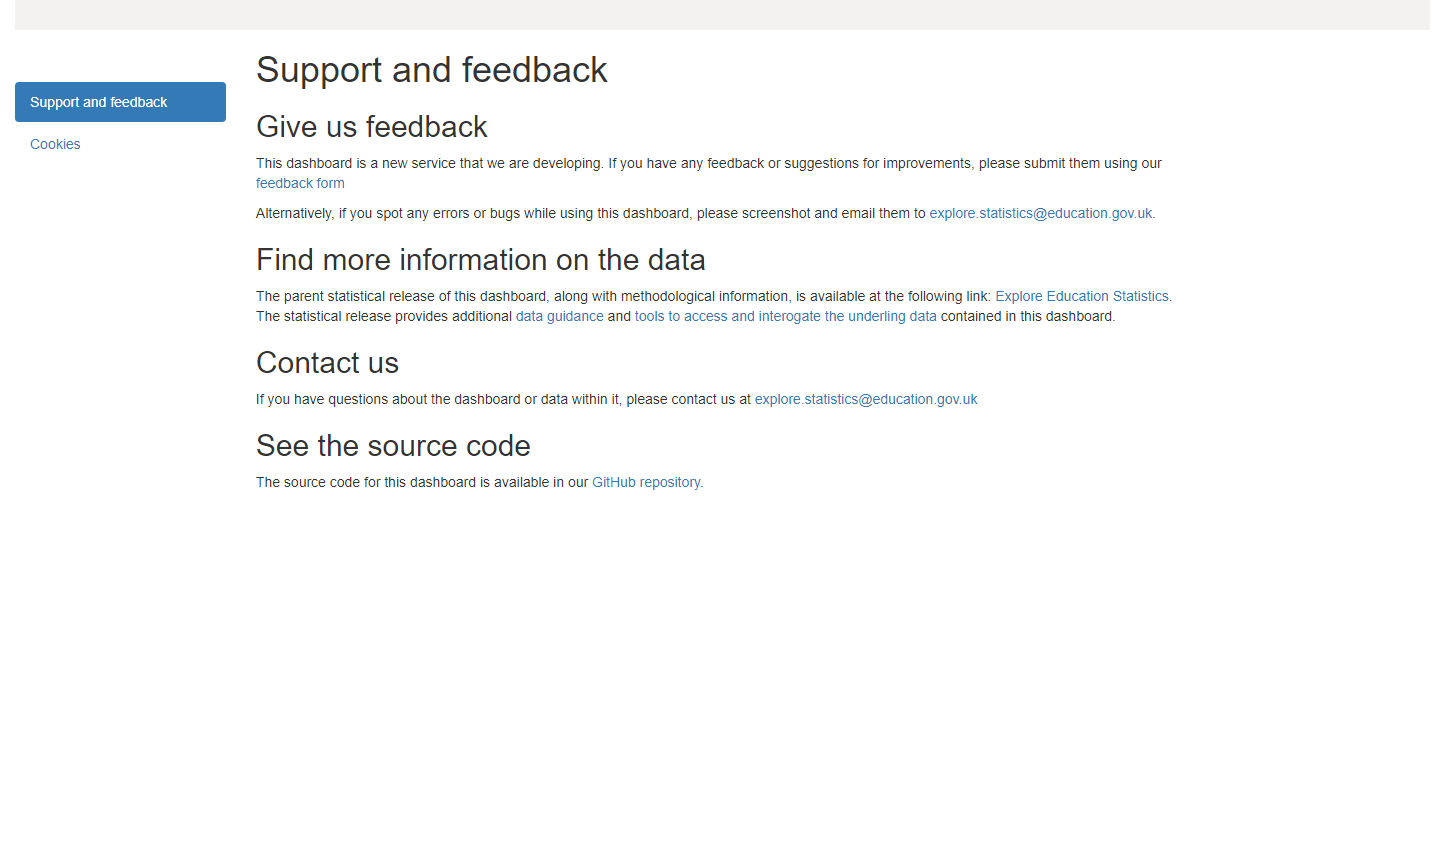 Support and feedback
Cookies
Support and feedback
Give us feedback
This dashboard is a new service that we are developing. If you have any feedback or suggestions for improvements, please submit them using our
feedback form
Alternatively, if you spot any errors or bugs while using this dashboard, please screenshot and email them to explore.statistics@education.gov.uk.
Find more information on the data
The parent statistical release of this dashboard, along with methodological information, is available at the following link: Explore Education Statistics.
The statistical release provides additional data guidance and tools to access and interogate the underling data contained in this dashboard.
Contact us
If you have questions about the dashboard or data within it, please contact us at explore.statistics@education.gov.uk
See the source code
The source code for this dashboard is available in our GitHub repository.